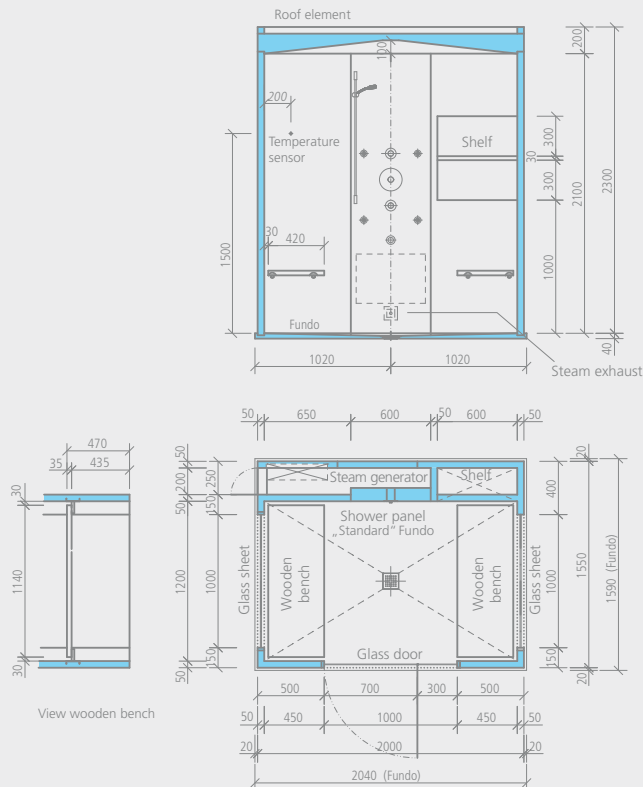 Roof element
200
100
200
Temperature
sensor
Shelf
300
30
300
2100
2300
1500
30
420
1000
Fundo
40
1020
1020
Steam exhaust
50
650
600
50
600
50
470
35
435
30
1140
30
50
200
250
50
150
1200
1000
150
50
Steam generator
Shelf
Shower panel
„Standard“ Fundo
Glass sheet
Wooden
bench
Wooden
bench
Glass sheet
Glass door
20
400
1000
1550
1590 (Fundo)
150
20
500
700
300
500
50
450
1000
450
50
20
2000
20
2040 (Fundo)
View wooden bench